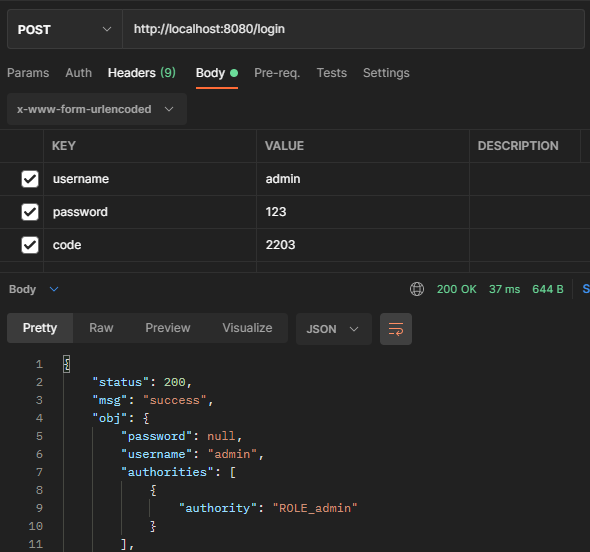 POST http://localhost:8080/login
Params Auth Headers (9) Body Pre-req. Tests Settings
x-www-form-urlencoded
KEY VALUE DESCRIPTION
username admin
password 123
code 2203
Body 200 OK 37 ms 644 B S
Pretty Raw Preview Visualize JSON
1 {
2 "status": 200,
3 "msg": "success",
4 "obj": {
5 "password": null,
6 "username": "admin",
7 "authorities": [
8 {
9 "authority": "ROLE_admin"
10 }
11 ],